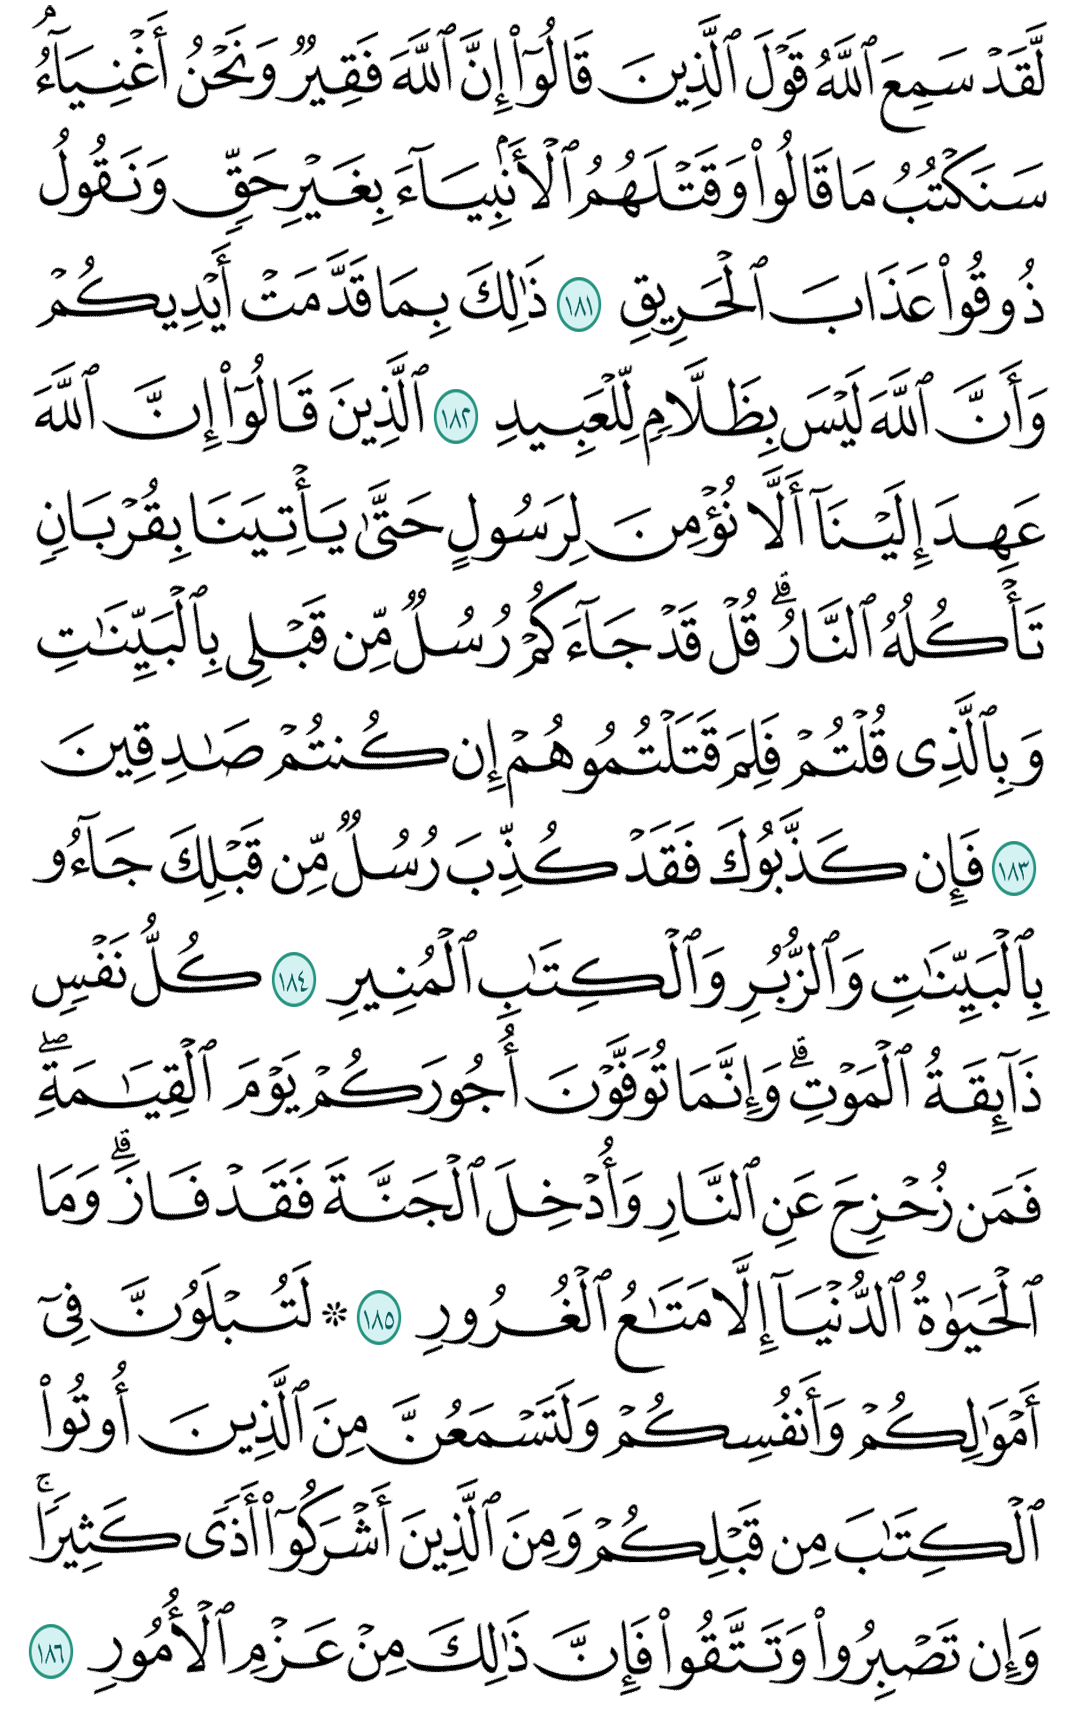 لَّقَدۡ سَمِعَ ٱللَّهُ قَوۡلَ ٱلَّذِينَ قَالُوٓاْ إِنَّ ٱللَّهَ فَقِيرٞ وَنَحۡنُ أَغۡنِيَآءُۘ
سَنَكۡتُبُ مَا قَالُواْ وَقَتۡلَهُمُ ٱلۡأَنۢبِيَآءَ بِغَيۡرِ حَقّٖ وَنَقُولُ
ذُوقُواْ عَذَابَ ٱلۡحَرِيقِ ١٨١ ذَٰلِكَ بِمَا قَدَّمَتۡ أَيۡدِيكُمۡ
وَأَنَّ ٱللَّهَ لَيۡسَ بِظَلَّامٖ لِّلۡعَبِيدِ ١٨٢ ٱلَّذِينَ قَالُوٓاْ إِنَّ ٱللَّهَ
عَهِدَ إِلَيۡنَآ أَلَّا نُؤۡمِنَ لِرَسُولٍ حَتَّىٰ يَأۡتِيَنَا بِقُرۡبَانٖ
تَأۡكُلُهُ ٱلنَّارُۗ قُلۡ قَدۡ جَآءَكُمۡ رُسُلٞ مِّن قَبۡلِي بِٱلۡبَيِّنَٰتِ
وَبِٱلَّذِي قُلۡتُمۡ فَلِمَ قَتَلۡتُمُوهُمۡ إِن كُنتُمۡ صَٰدِقِينَ
١٨٣ فَإِن كَذَّبُوكَ فَقَدۡ كُذِّبَ رُسُلٞ مِّن قَبۡلِكَ جَآءُو
بِٱلۡبَيِّنَٰتِ وَٱلزُّبُرِ وَٱلۡكِتَٰبِ ٱلۡمُنِيرِ ١٨٤ كُلُّ نَفۡسٖ
ذَآئِقَةُ ٱلۡمَوۡتِۗ وَإِنَّمَا تُوَفَّوۡنَ أُجُورَكُمۡ يَوۡمَ ٱلۡقِيَٰمَةِۖ
فَمَن زُحۡزِحَ عَنِ ٱلنَّارِ وَأُدۡخِلَ ٱلۡجَنَّةَ فَقَدۡ فَازَۗ وَمَا
ٱلۡحَيَوٰةُ ٱلدُّنۡيَآ إِلَّا مَتَٰعُ ٱلۡغُرُورِ ١٨٥ ۞ لَتُبۡلَوُنَّ فِيٓ
أَمۡوَٰلِكُمۡ وَأَنفُسِكُمۡ وَلَتَسۡمَعُنَّ مِنَ ٱلَّذِينَ أُوتُواْ
ٱلۡكِتَٰبَ مِن قَبۡلِكُمۡ وَمِنَ ٱلَّذِينَ أَشۡرَكُوٓاْ أَذٗى كَثِيرٗاۚ
وَإِن تَصۡبِرُواْ وَتَتَّقُواْ فَإِنَّ ذَٰلِكَ مِنۡ عَزۡمِ ٱلۡأُمُورِ ١٨٦